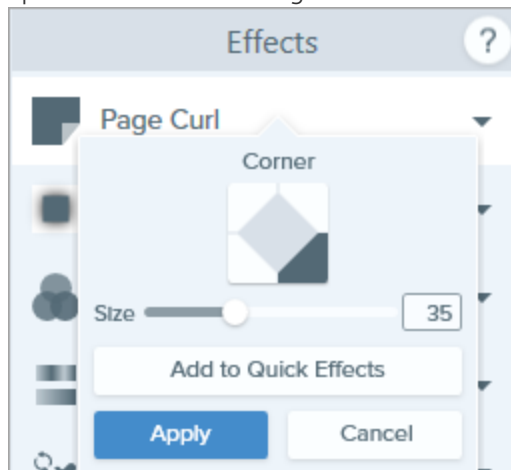 Effects
?
Page Curl
Corner
Size 35
Add to Quick Effects
Apply Cancel